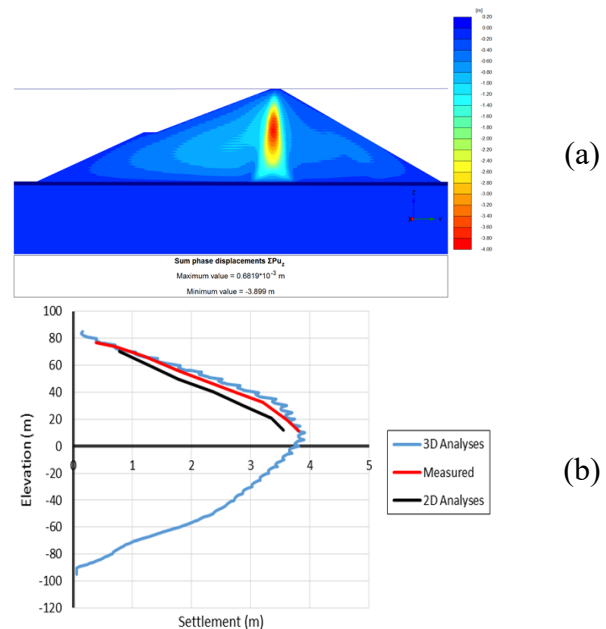 [m]
0.20
0.00
-0.20
-0.40
-0.60
-0.80
-1.00
-1.20
-1.40
-1.60
-1.80
-2.00
-2.20
-2.40
-2.60
-2.80
-3.00
-3.20
-3.40
-3.60
-3.80
-4.00
(a)
Z
Y
Sum phase displacements ΣPu_z
Maximum value = 0.6819*10⁻³ m
Minimum value = -3.899 m
100
80
60
40
20
0
-20
-40
-60
-80
-100
-120
0 1 2 3 4 5
Elevation (m)
Settlement (m)
3D Analyses
Measured
2D Analyses
(b)